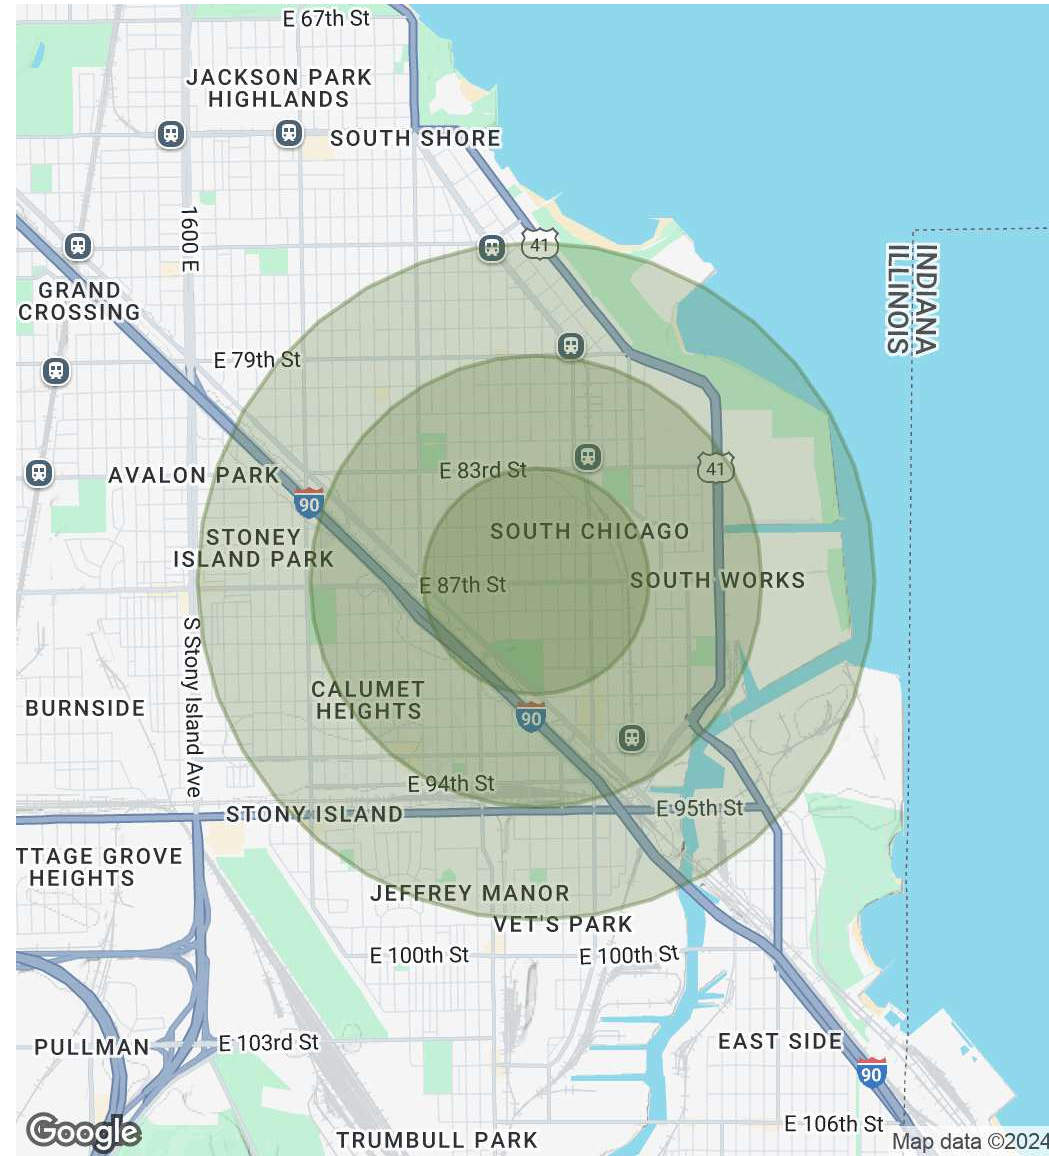 E 67th St
JACKSON PARK
HIGHLANDS
SOUTH SHORE
1600 E
41
INDIANA
ILLINOIS
GRAND
CROSSING
E 79th St
E 83rd St
41
AVALON PARK
90
SOUTH CHICAGO
STONEY
ISLAND PARK
E 87th St
SOUTH WORKS
S Stony Island Ave
CALUMET
HEIGHTS
BURNSIDE
90
E 94th St
E 95th St
STONY ISLAND
TTAGE GROVE
HEIGHTS
JEFFREY MANOR
VET'S PARK
E 100th St
E 100th St
E 103rd St
PULLMAN
EAST SIDE
90
E 106th St
Google
TRUMBULL PARK
Map data ©2024